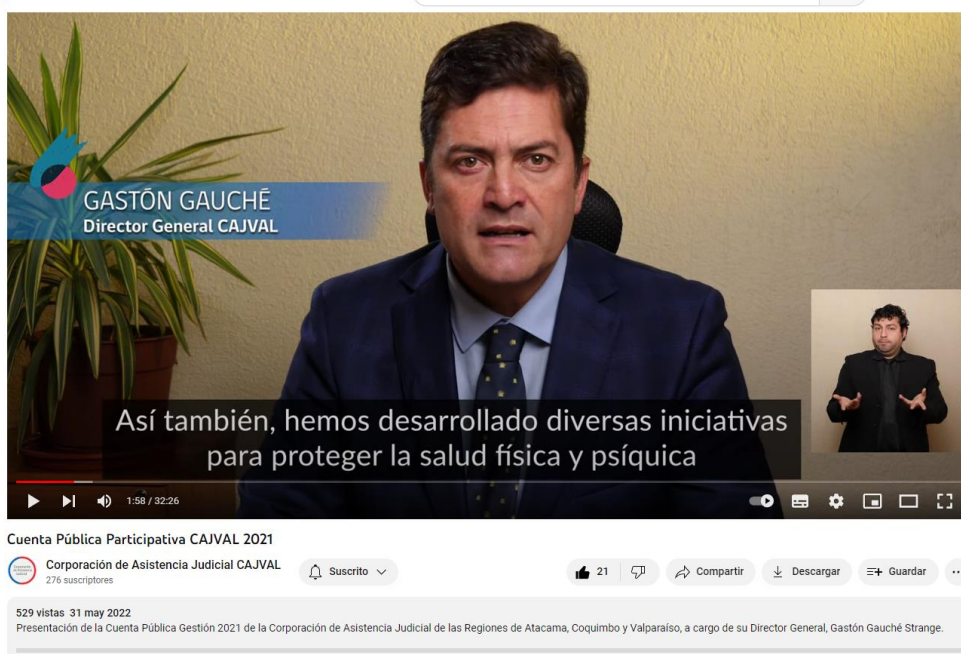 GASTÓN GAUCHÉ
Director General CAJVAL
Así también, hemos desarrollado diversas iniciativas
para proteger la salud física y psíquica
1:58 / 32:26
Cuenta Pública Participativa CAJVAL 2021
Corporación de Asistencia Judicial CAJVAL
276 suscriptores
Suscrito
21
Compartir
Descargar
Guardar
529 vistas 31 may 2022
Presentación de la Cuenta Pública Gestión 2021 de la Corporación de Asistencia Judicial de las Regiones de Atacama, Coquimbo y Valparaíso, a cargo de su Director General, Gastón Gauché Strange.